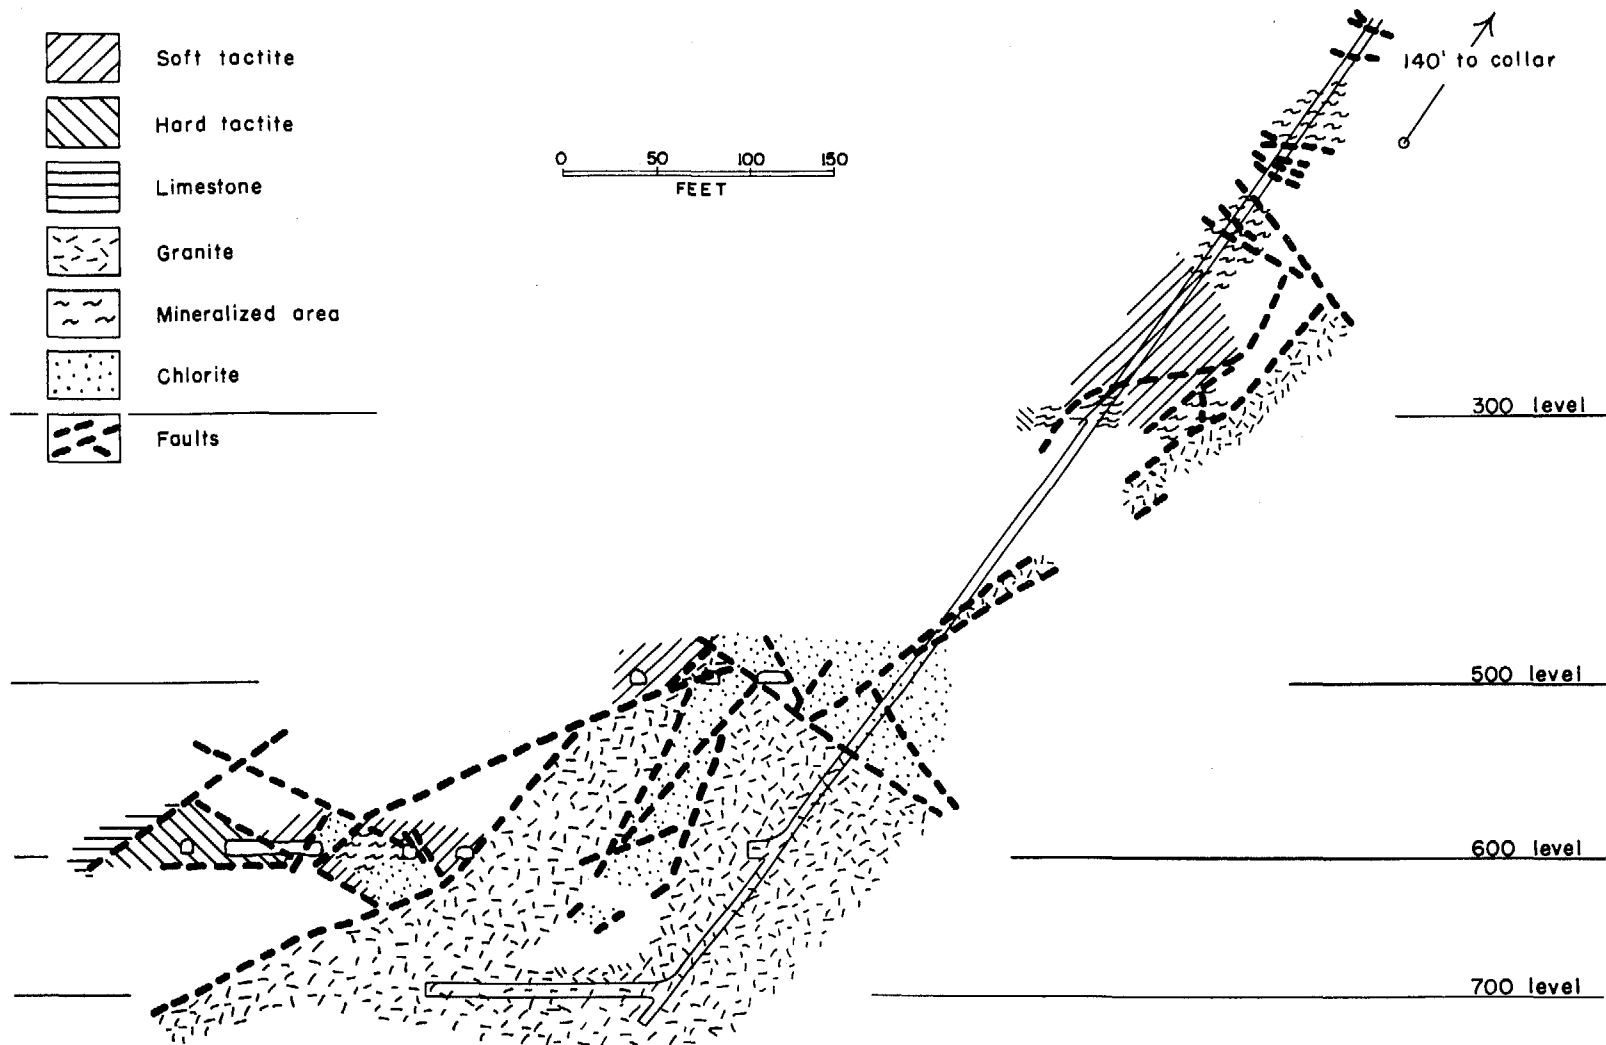 Soft tactite
Hard tactite
Limestone
Granite
Mineralized area
Chlorite
Faults
0 50 100 150
FEET
140' to collar
300 level
500 level
600 level
700 level